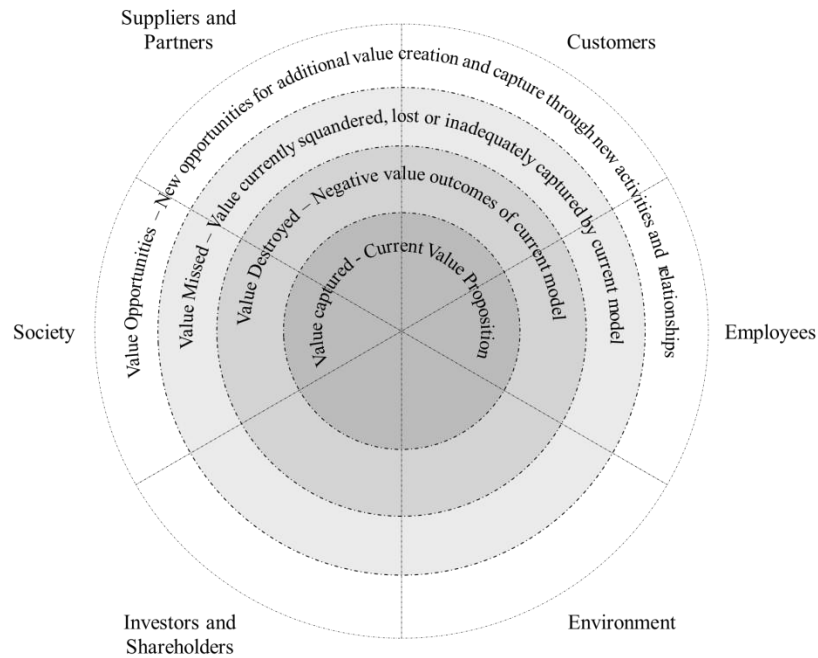 Suppliers and
Partners
Customers
Value Opportunities – New opportunities for additional value creation and capture through new activities and relationships
Value Missed – Value currently squandered, lost or inadequately captured by current model
Value Destroyed – Negative value outcomes of current model
Value captured - Current Value Proposition
Society
Employees
Investors and
Shareholders
Environment